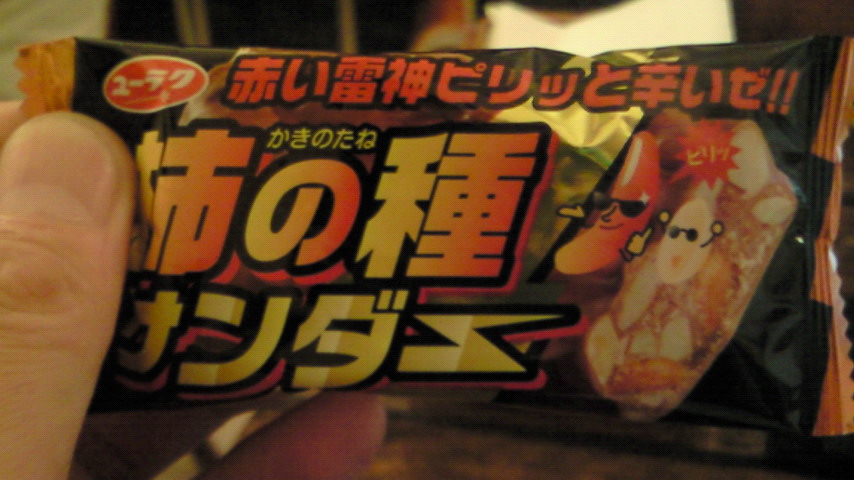 ユーラク
赤い雷神ピリッと辛いゼ!!
かきのたね
柿の種
サンダー
ピリッ